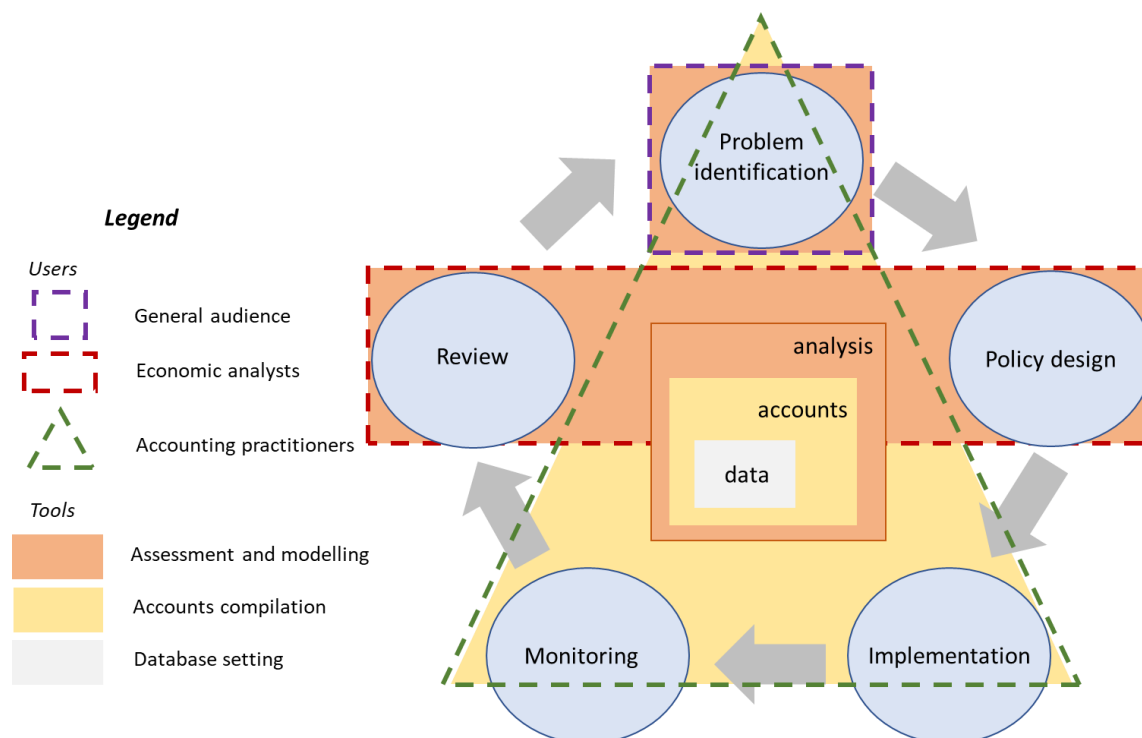 Legend
Users
General audience
Economic analysts
Accounting practitioners
Tools
Assessment and modelling
Accounts compilation
Database setting
Problem
identification
Review
analysis
accounts
data
Policy design
Monitoring
Implementation